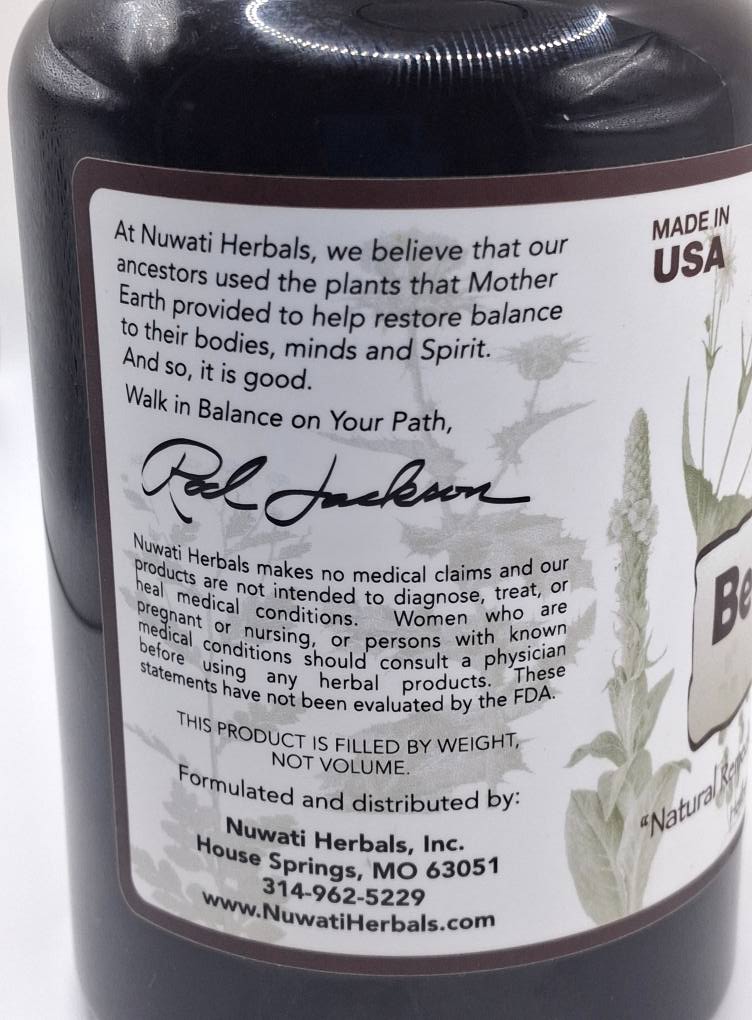 At Nuwati Herbals, we believe that our
ancestors used the plants that Mother
Earth provided to help restore balance
to their bodies, minds and Spirit.
And so, it is good.
Walk in Balance on Your Path,
Rod Jackson
Nuwati Herbals makes no medical claims and our
products are not intended to diagnose, treat, or
heal medical conditions. Women who are
pregnant or nursing, or persons with known
medical conditions should consult a physician
before using any herbal products. These
statements have not been evaluated by the FDA.
THIS PRODUCT IS FILLED BY WEIGHT,
NOT VOLUME.
Formulated and distributed by:
Nuwati Herbals, Inc.
House Springs, MO 63051
314-962-5229
www.NuwatiHerbals.com
MADE IN
USA
Be
"Natural